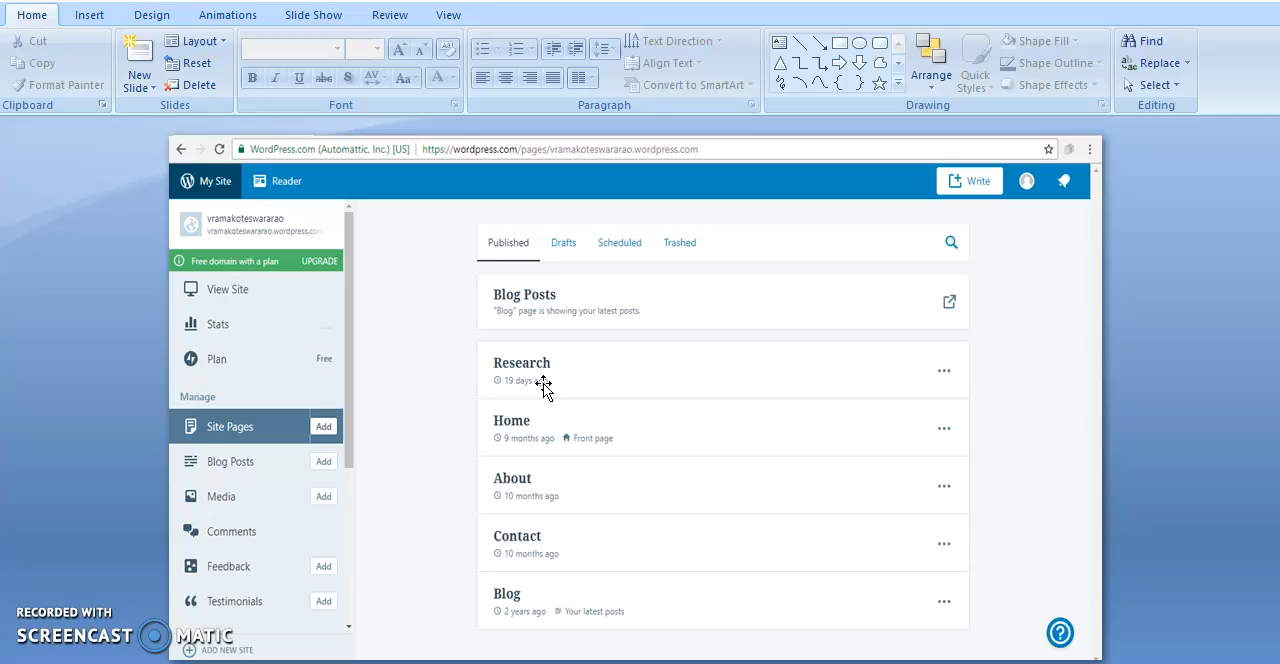 Home Insert Design Animations Slide Show Review View
Cut
Copy
Format Painter
Clipboard
New
Slide
Layout
Reset
Delete
Slides
B I U abc S AV Aa A
Font
Text Direction
Align Text
Convert to SmartArt
Paragraph
Arrange
Quick
Styles
Shape Fill
Shape Outline
Shape Effects
Drawing
Find
Replace
Select
Editing
WordPress.com (Automattic, Inc.) [US] https://wordpress.com/pages/vramakoteswararao.wordpress.com
My Site Reader Write
vramakoteswararao
vramakoteswararao.wordpress.com
Free domain with a plan UPGRADE
View Site
Stats
Plan Free
Manage
Site Pages Add
Blog Posts Add
Media Add
Comments
Feedback Add
Testimonials Add
ADD NEW SITE
Published Drafts Scheduled Trashed
Blog Posts
"Blog" page is showing your latest posts.
Research
19 days
Home
9 months ago Front page
About
10 months ago
Contact
10 months ago
Blog
2 years ago Your latest posts
RECORDED WITH
SCREENCAST MATIC